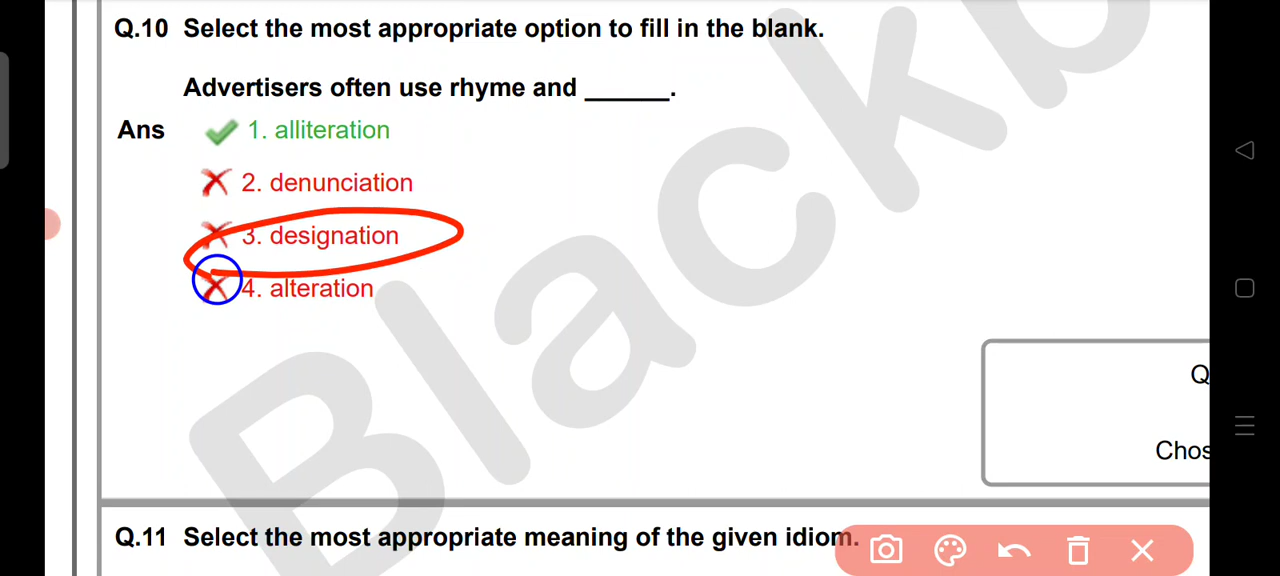 Q.10 Select the most appropriate option to fill in the blank.
Advertisers often use rhyme and ______.
Ans 1. alliteration
2. denunciation
3. designation
4. alteration
Q
Chos
Q.11 Select the most appropriate meaning of the given idiom.
Blackb